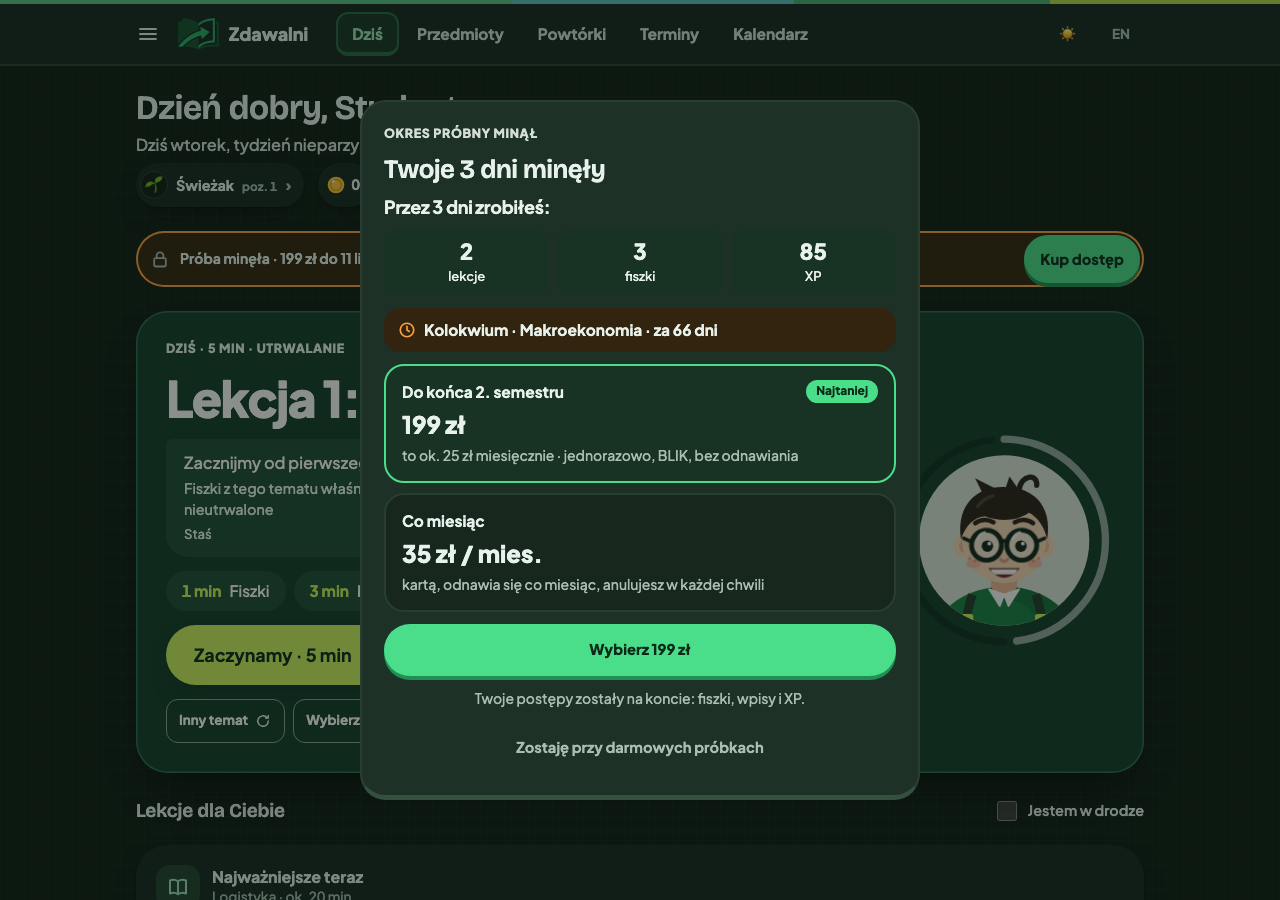 Zdawalni
Dziś
Przedmioty
Powtórki
Terminy
Kalendarz
EN
Dzień dobry,
Dziś wtorek, tydzień
Świeżak poz. 1 ›
0
Próba minęła · 199 zł do 11
Kup dostęp
DZIŚ · 5 MIN · UTRWALANIE
Lekcja 1:
Zacznijmy od
Fiszki z tego tematu
nieutrwalone
Staś
1 min Fiszki
3 min
Zaczynamy · 5 min
Inny temat
Wybierz
OKRES PRÓBNY MINĄŁ
Twoje 3 dni minęły
Przez 3 dni zrobiłeś:
2
lekcje
3
fiszki
85
XP
Kolokwium · Makroekonomia · za 66 dni
Do końca 2. semestru
Najtaniej
199 zł
to ok. 25 zł miesięcznie · jednorazowo, BLIK, bez odnawiania
Co miesiąc
35 zł / mies.
kartą, odnawia się co miesiąc, anulujesz w każdej chwili
Wybierz 199 zł
Twoje postępy zostały na koncie: fiszki, wpisy i XP.
Zostaję przy darmowych próbkach
Lekcje dla Ciebie
Jestem w drodze
Najważniejsze teraz
Logistyka · ok. 20 min